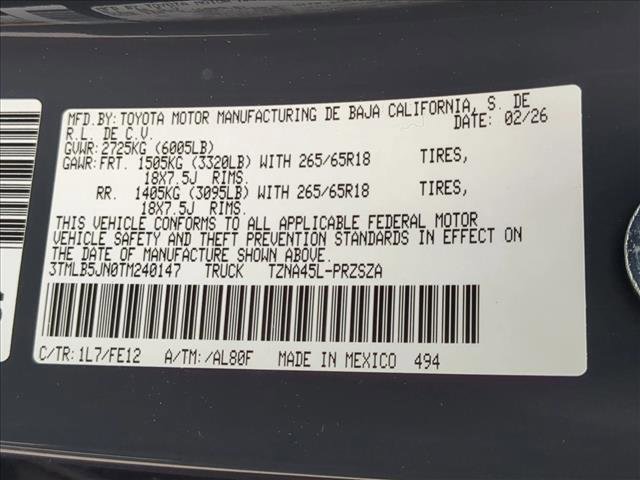 MFD.BY:TOYOTA MOTOR MANUFACTURING DE BAJA CALIFORNIA, S. DE
R.L. DE C.V. DATE: 02/26
GVWR:2725KG (6005LB)
GAWR:FRT. 1505KG (3320LB) WITH 265/65R18 TIRES,
18X7.5J RIMS.
RR. 1405KG (3095LB) WITH 265/65R18 TIRES,
18X7.5J RIMS.
THIS VEHICLE CONFORMS TO ALL APPLICABLE FEDERAL MOTOR
VEHICLE SAFETY AND THEFT PREVENTION STANDARDS IN EFFECT ON
THE DATE OF MANUFACTURE SHOWN ABOVE.
3TMLB5JN0TM240147 TRUCK TZNA45L-PRZSZA
C/TR:1L7/FE12 A/TM:/AL80F MADE IN MEXICO 494